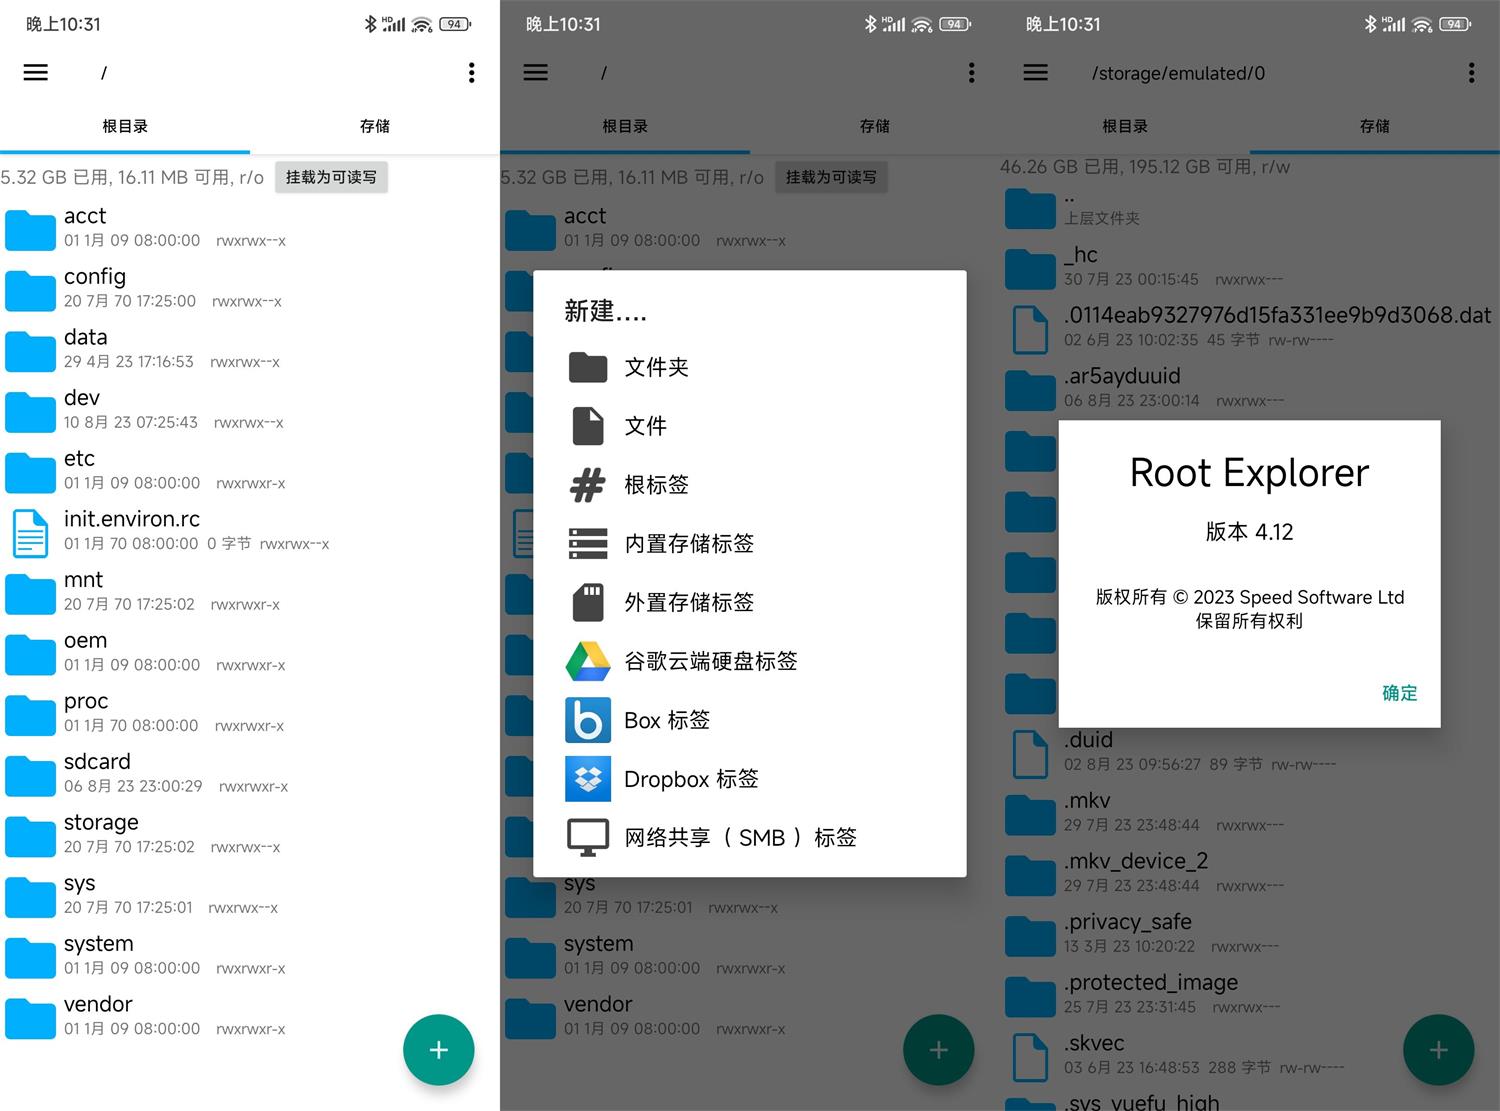 晚上10:31
HD
6
94
/
根目录
存储
5.32 GB 已用, 16.11 MB 可用, r/o
挂载为可读写
acct
01 1月 09 08:00:00 rwxrwx--x
config
20 7月 70 17:25:00 rwxrwx--x
data
29 4月 23 17:16:53 rwxrwx--x
dev
10 8月 23 07:25:43 rwxrwx--x
etc
01 1月 09 08:00:00 rwxrwxr-x
init.environ.rc
01 1月 70 08:00:00 0 字节 rwxrwx--x
mnt
20 7月 70 17:25:02 rwxrwxr-x
oem
01 1月 09 08:00:00 rwxrwxr-x
proc
01 1月 70 08:00:00 rwxrwxr-x
sdcard
06 8月 23 23:00:29 rwxrwxr-x
storage
20 7月 70 17:25:02 rwxrwx--x
sys
20 7月 70 17:25:01 rwxrwx--x
system
01 1月 09 08:00:00 rwxrwxr-x
vendor
01 1月 09 08:00:00 rwxrwxr-x
晚上10:31
HD
6
94
/
根目录
存储
5.32 GB 已用, 16.11 MB 可用, r/o
挂载为可读写
acct
01 1月 09 08:00:00 rwxrwx--x
新建....
文件夹
文件
根标签
内置存储标签
外置存储标签
谷歌云端硬盘标签
Box 标签
Dropbox 标签
网络共享（ SMB ）标签
sys
20 7月 70 17:25:01 rwxrwx--x
system
01 1月 09 08:00:00 rwxrwxr-x
vendor
01 1月 09 08:00:00 rwxrwxr-x
晚上10:31
HD
6
94
/storage/emulated/0
根目录
存储
46.26 GB 已用, 195.12 GB 可用, r/w
..
上层文件夹
_hc
30 7月 23 00:15:45 rwxrwx---
.0114eab9327976d15fa331ee9b9d3068.dat
02 6月 23 10:02:35 45 字节 rw-rw----
.ar5ayduuid
06 8月 23 23:00:14 rwxrwx---
Root Explorer
版本 4.12
版权所有 © 2023 Speed Software Ltd
保留所有权利
确定
.duid
02 8月 23 09:56:27 89 字节 rw-rw----
.mkv
29 7月 23 23:48:44 rwxrwx---
.mkv_device_2
29 7月 23 23:48:44 rwxrwx---
.privacy_safe
13 3月 23 10:20:22 rwxrwx---
.protected_image
25 7月 23 23:31:45 rwxrwx---
.skvec
03 6月 23 16:48:53 288 字节 rw-rw----
.sys_yuefu_high